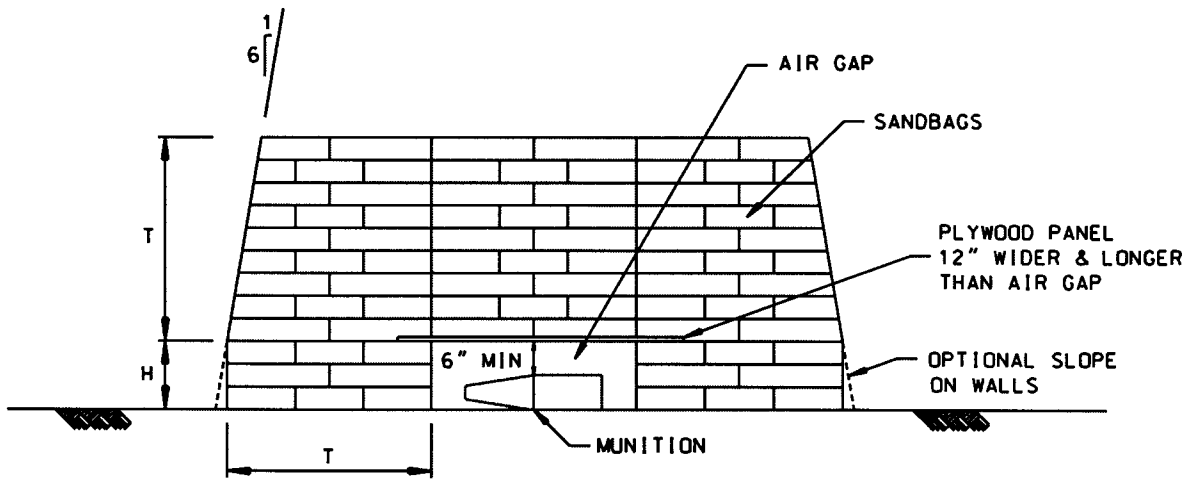 1
6
AIR GAP
SANDBAGS
T
PLYWOOD PANEL
12" WIDER & LONGER
THAN AIR GAP
6" MIN
H
OPTIONAL SLOPE
ON WALLS
MUNITION
T